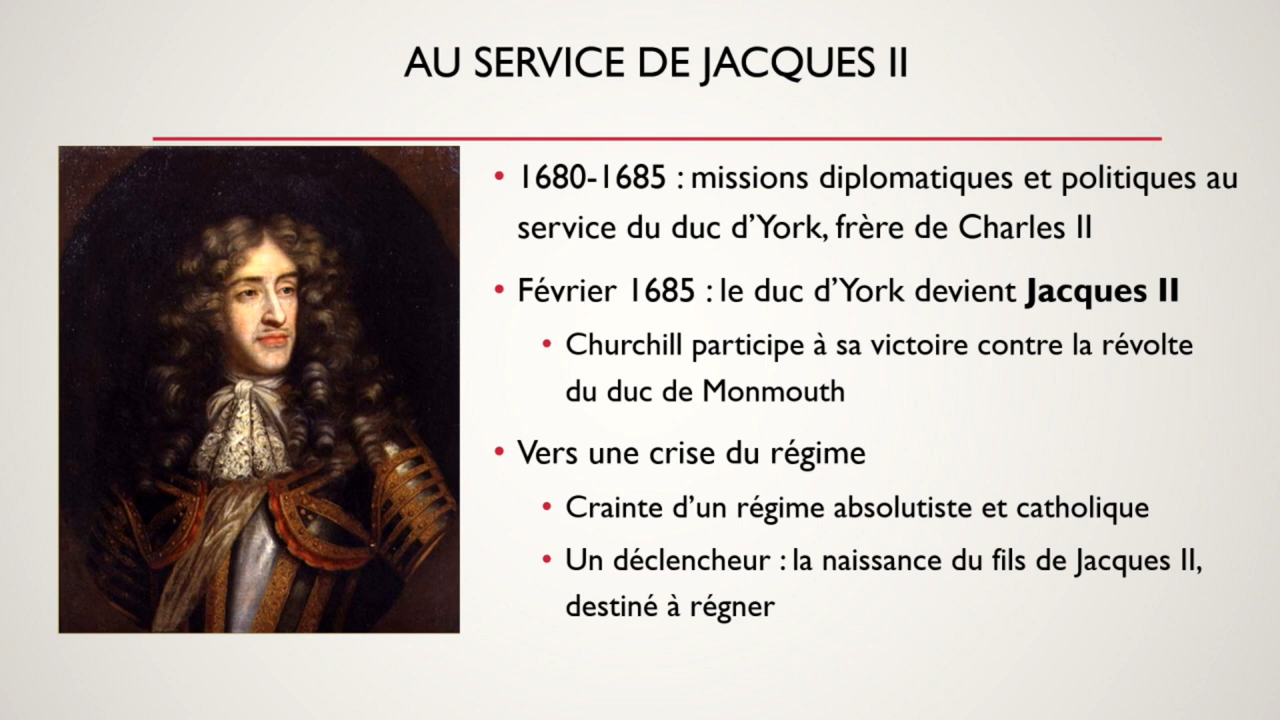 AU SERVICE DE JACQUES II
• 1680-1685 : missions diplomatiques et politiques au
service du duc d’York, frère de Charles II
• Février 1685 : le duc d’York devient Jacques II
• Churchill participe à sa victoire contre la révolte
du duc de Monmouth
• Vers une crise du régime
• Crainte d’un régime absolutiste et catholique
• Un déclencheur : la naissance du fils de Jacques II,
destiné à régner